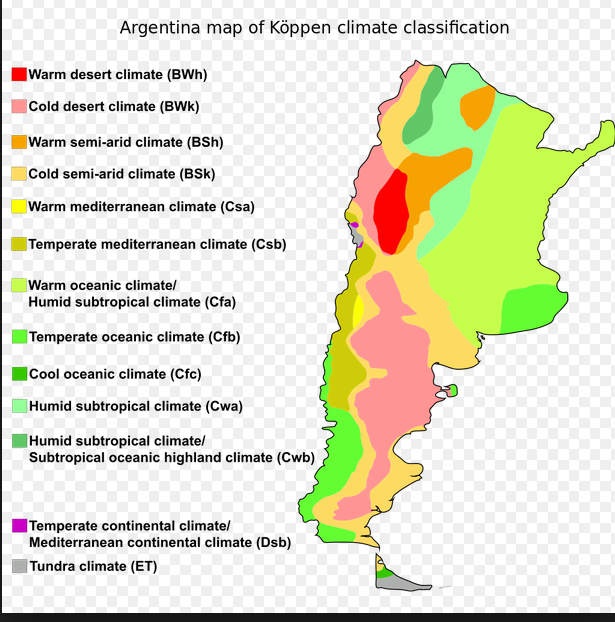 Argentina map of Köppen climate classification
Warm desert climate (BWh)
Cold desert climate (BWk)
Warm semi-arid climate (BSh)
Cold semi-arid climate (BSk)
Warm mediterranean climate (Csa)
Temperate mediterranean climate (Csb)
Warm oceanic climate/
Humid subtropical climate (Cfa)
Temperate oceanic climate (Cfb)
Cool oceanic climate (Cfc)
Humid subtropical climate (Cwa)
Humid subtropical climate/
Subtropical oceanic highland climate (Cwb)
Temperate continental climate/
Mediterranean continental climate (Dsb)
Tundra climate (ET)